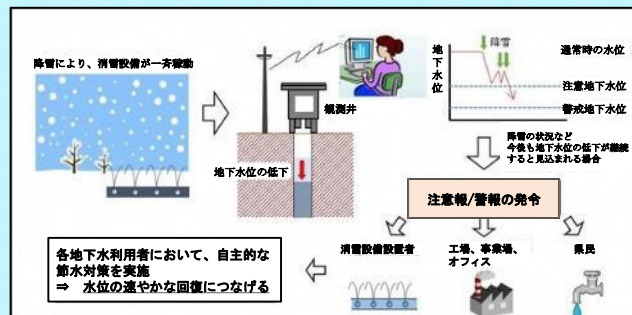 降雪により、消雪設備が一斉稼動
観測井
地下水位の低下
地下水位
降雪
通常時の水位
注意地下水位
警戒地下水位
降雪の状況など
今後も地下水位の低下が継続
すると見込まれる場合
注意報/警報の発令
消雪設備設置者
工場、事業場、
オフィス
県民
各地下水利用者において、自主的な
節水対策を実施
⇒ 水位の速やかな回復につなげる